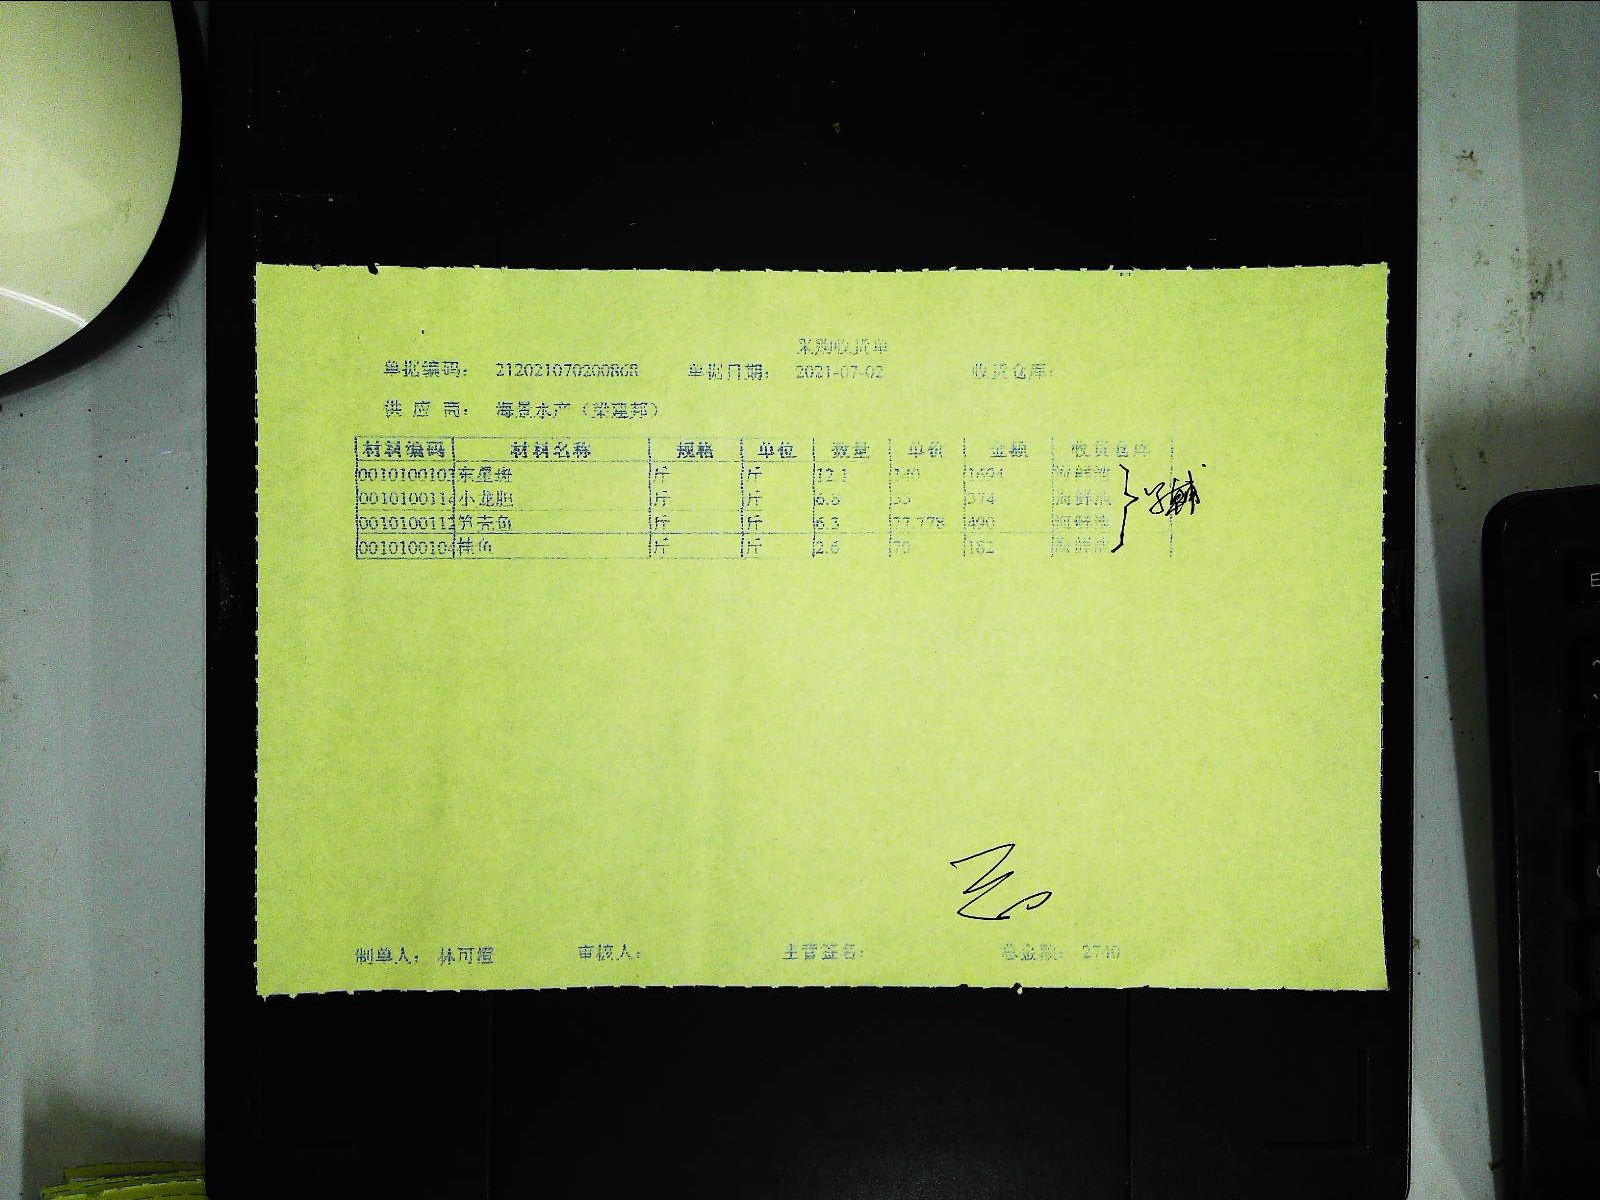 采购收货单
单据编码： 212021070200868 单据日期： 2021-07-02 收货仓库：
供 应 商： 海景水产（梁建邦）
材料编码 材料名称 规格 单位 数量 单价 金额 收货仓库
0010100103 东星斑 斤 斤 12.1 140 1694 海鲜池
0010100114 小龙胆 斤 斤 6.8 55 374 海鲜池
0010100112 笋壳鱼 斤 斤 6.3 77.778 490 海鲜池
0010100104 桂鱼 斤 斤 2.6 70 182 海鲜池
制单人： 林可澄 审核人： 主管签名： 总金额： 2740